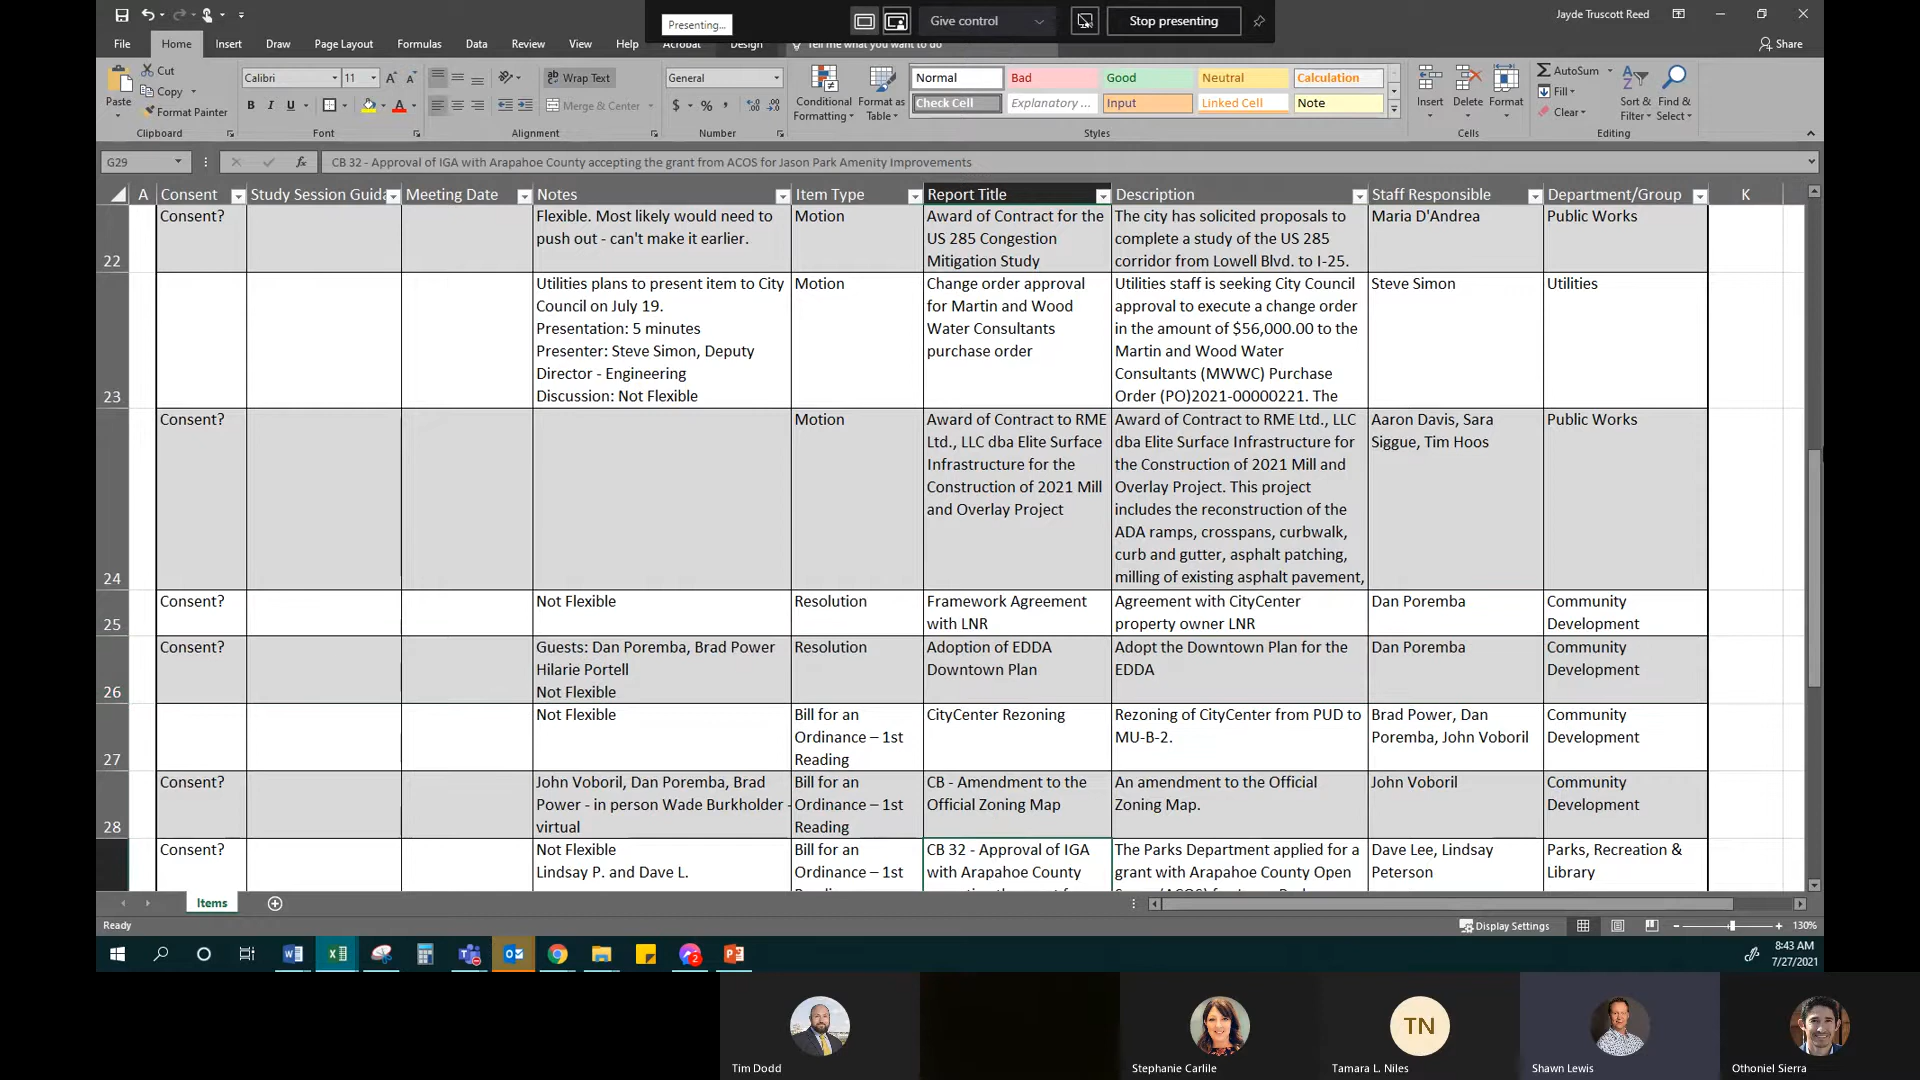 Presenting...
Give control
Stop presenting
Jayde Truscott Reed
File Home Insert Draw Page Layout Formulas Data Review View Help Acrobat Design Tell me what you want to do
Share
Paste
Cut
Copy
Format Painter
Clipboard
Calibri 11
B I U
Font
Wrap Text
Merge & Center
Alignment
General
$ % ,
Number
Conditional Formatting
Format as Table
Normal Bad Good Neutral Calculation
Check Cell Explanatory ... Input Linked Cell Note
Styles
Insert Delete Format
Cells
AutoSum
Fill
Clear
Sort & Filter
Find & Select
Editing
G29
fx
CB 32 - Approval of IGA with Arapahoe County accepting the grant from ACOS for Jason Park Amenity Improvements
A Consent Study Session Guida Meeting Date Notes Item Type Report Title Description Staff Responsible Department/Group K
22
Consent?
Flexible. Most likely would need to
push out - can't make it earlier.
Motion
Award of Contract for the
US 285 Congestion
Mitigation Study
The city has solicited proposals to
complete a study of the US 285
corridor from Lowell Blvd. to I-25.
Maria D'Andrea
Public Works
23
Utilities plans to present item to City
Council on July 19.
Presentation: 5 minutes
Presenter: Steve Simon, Deputy
Director - Engineering
Discussion: Not Flexible
Motion
Change order approval
for Martin and Wood
Water Consultants
purchase order
Utilities staff is seeking City Council
approval to execute a change order
in the amount of $56,000.00 to the
Martin and Wood Water
Consultants (MWWC) Purchase
Order (PO)2021-00000221. The
Steve Simon
Utilities
24
Consent?
Motion
Award of Contract to RME
Ltd., LLC dba Elite Surface
Infrastructure for the
Construction of 2021 Mill
and Overlay Project
Award of Contract to RME Ltd., LLC
dba Elite Surface Infrastructure for
the Construction of 2021 Mill and
Overlay Project. This project
includes the reconstruction of the
ADA ramps, crosspans, curbwalk,
curb and gutter, asphalt patching,
milling of existing asphalt pavement,
Aaron Davis, Sara
Siggue, Tim Hoos
Public Works
25
Consent?
Not Flexible
Resolution
Framework Agreement
with LNR
Agreement with CityCenter
property owner LNR
Dan Poremba
Community
Development
26
Consent?
Guests: Dan Poremba, Brad Power
Hilarie Portell
Not Flexible
Resolution
Adoption of EDDA
Downtown Plan
Adopt the Downtown Plan for the
EDDA
Dan Poremba
Community
Development
27
Not Flexible
Bill for an
Ordinance – 1st
Reading
CityCenter Rezoning
Rezoning of CityCenter from PUD to
MU-B-2.
Brad Power, Dan
Poremba, John Voboril
Community
Development
28
Consent?
John Voboril, Dan Poremba, Brad
Power - in person Wade Burkholder -
virtual
Bill for an
Ordinance – 1st
Reading
CB - Amendment to the
Official Zoning Map
An amendment to the Official
Zoning Map.
John Voboril
Community
Development
Consent?
Not Flexible
Lindsay P. and Dave L.
Bill for an
Ordinance – 1st
CB 32 - Approval of IGA
with Arapahoe County
The Parks Department applied for a
grant with Arapahoe County Open
Dave Lee, Lindsay
Peterson
Parks, Recreation &
Library
Items
Ready
Display Settings
130%
2
8:43 AM
7/27/2021
TN
Tim Dodd
Stephanie Carlile
Tamara L. Niles
Shawn Lewis
Othoniel Sierra